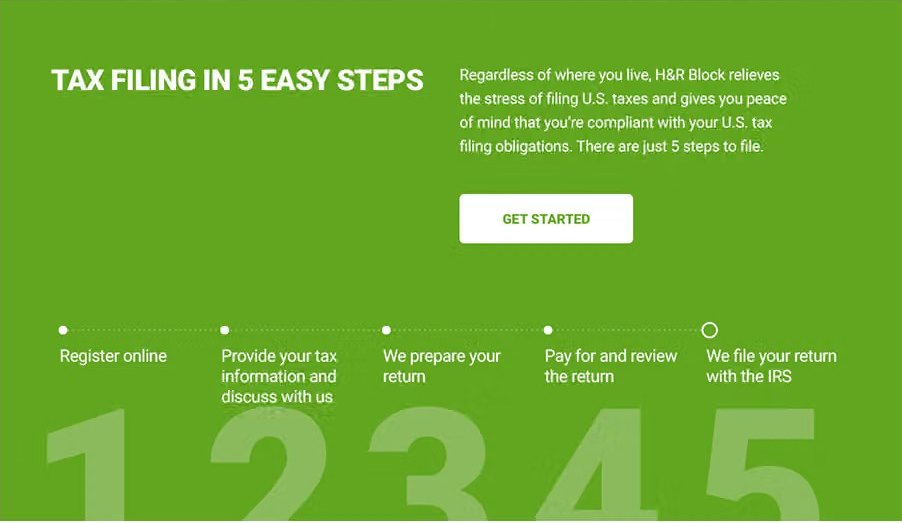 TAX FILING IN 5 EASY STEPS
Regardless of where you live, H&R Block relieves
the stress of filing U.S. taxes and gives you peace
of mind that you're compliant with your U.S. tax
filing obligations. There are just 5 steps to file.
GET STARTED
Register online
1
Provide your tax
information and
discuss with us
2
We prepare your
return
3
Pay for and review
the return
4
We file your return
with the IRS
5